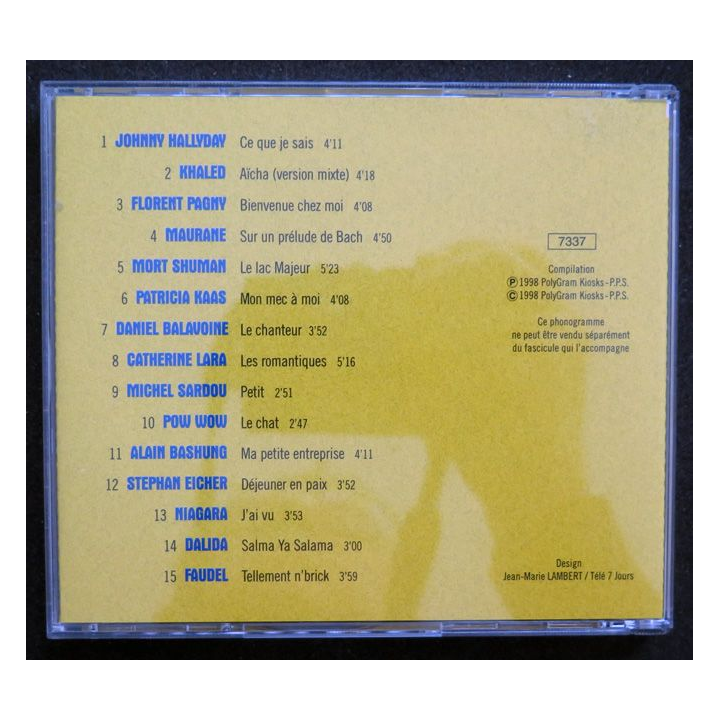 1 JOHNNY HALLYDAY Ce que je sais 4'11
2 KHALED Aïcha (version mixte) 4'18
3 FLORENT PAGNY Bienvenue chez moi 4'08
4 MAURANE Sur un prélude de Bach 4'50
5 MORT SHUMAN Le lac Majeur 5'23
6 PATRICIA KAAS Mon mec à moi 4'08
7 DANIEL BALAVOINE Le chanteur 3'52
8 CATHERINE LARA Les romantiques 5'16
9 MICHEL SARDOU Petit 2'51
10 POW WOW Le chat 2'47
11 ALAIN BASHUNG Ma petite entreprise 4'11
12 STEPHAN EICHER Déjeuner en paix 3'52
13 NIAGARA J'ai vu 3'53
14 DALIDA Salma Ya Salama 3'00
15 FAUDEL Tellement n'brick 3'59
7337
Compilation
Ⓟ 1998 PolyGram Kiosks-P.P.S.
© 1998 PolyGram Kiosks-P.P.S.
Ce phonogramme
ne peut être vendu séparément
du fascicule qui l'accompagne
Design
Jean-Marie LAMBERT / Télé 7 Jours